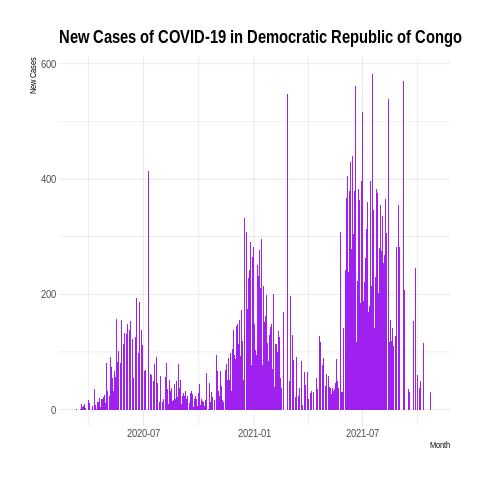 New Cases of COVID-19 in Democratic Republic of Congo
New Cases
600
400
200
0
2020-07
2021-01
2021-07
Month